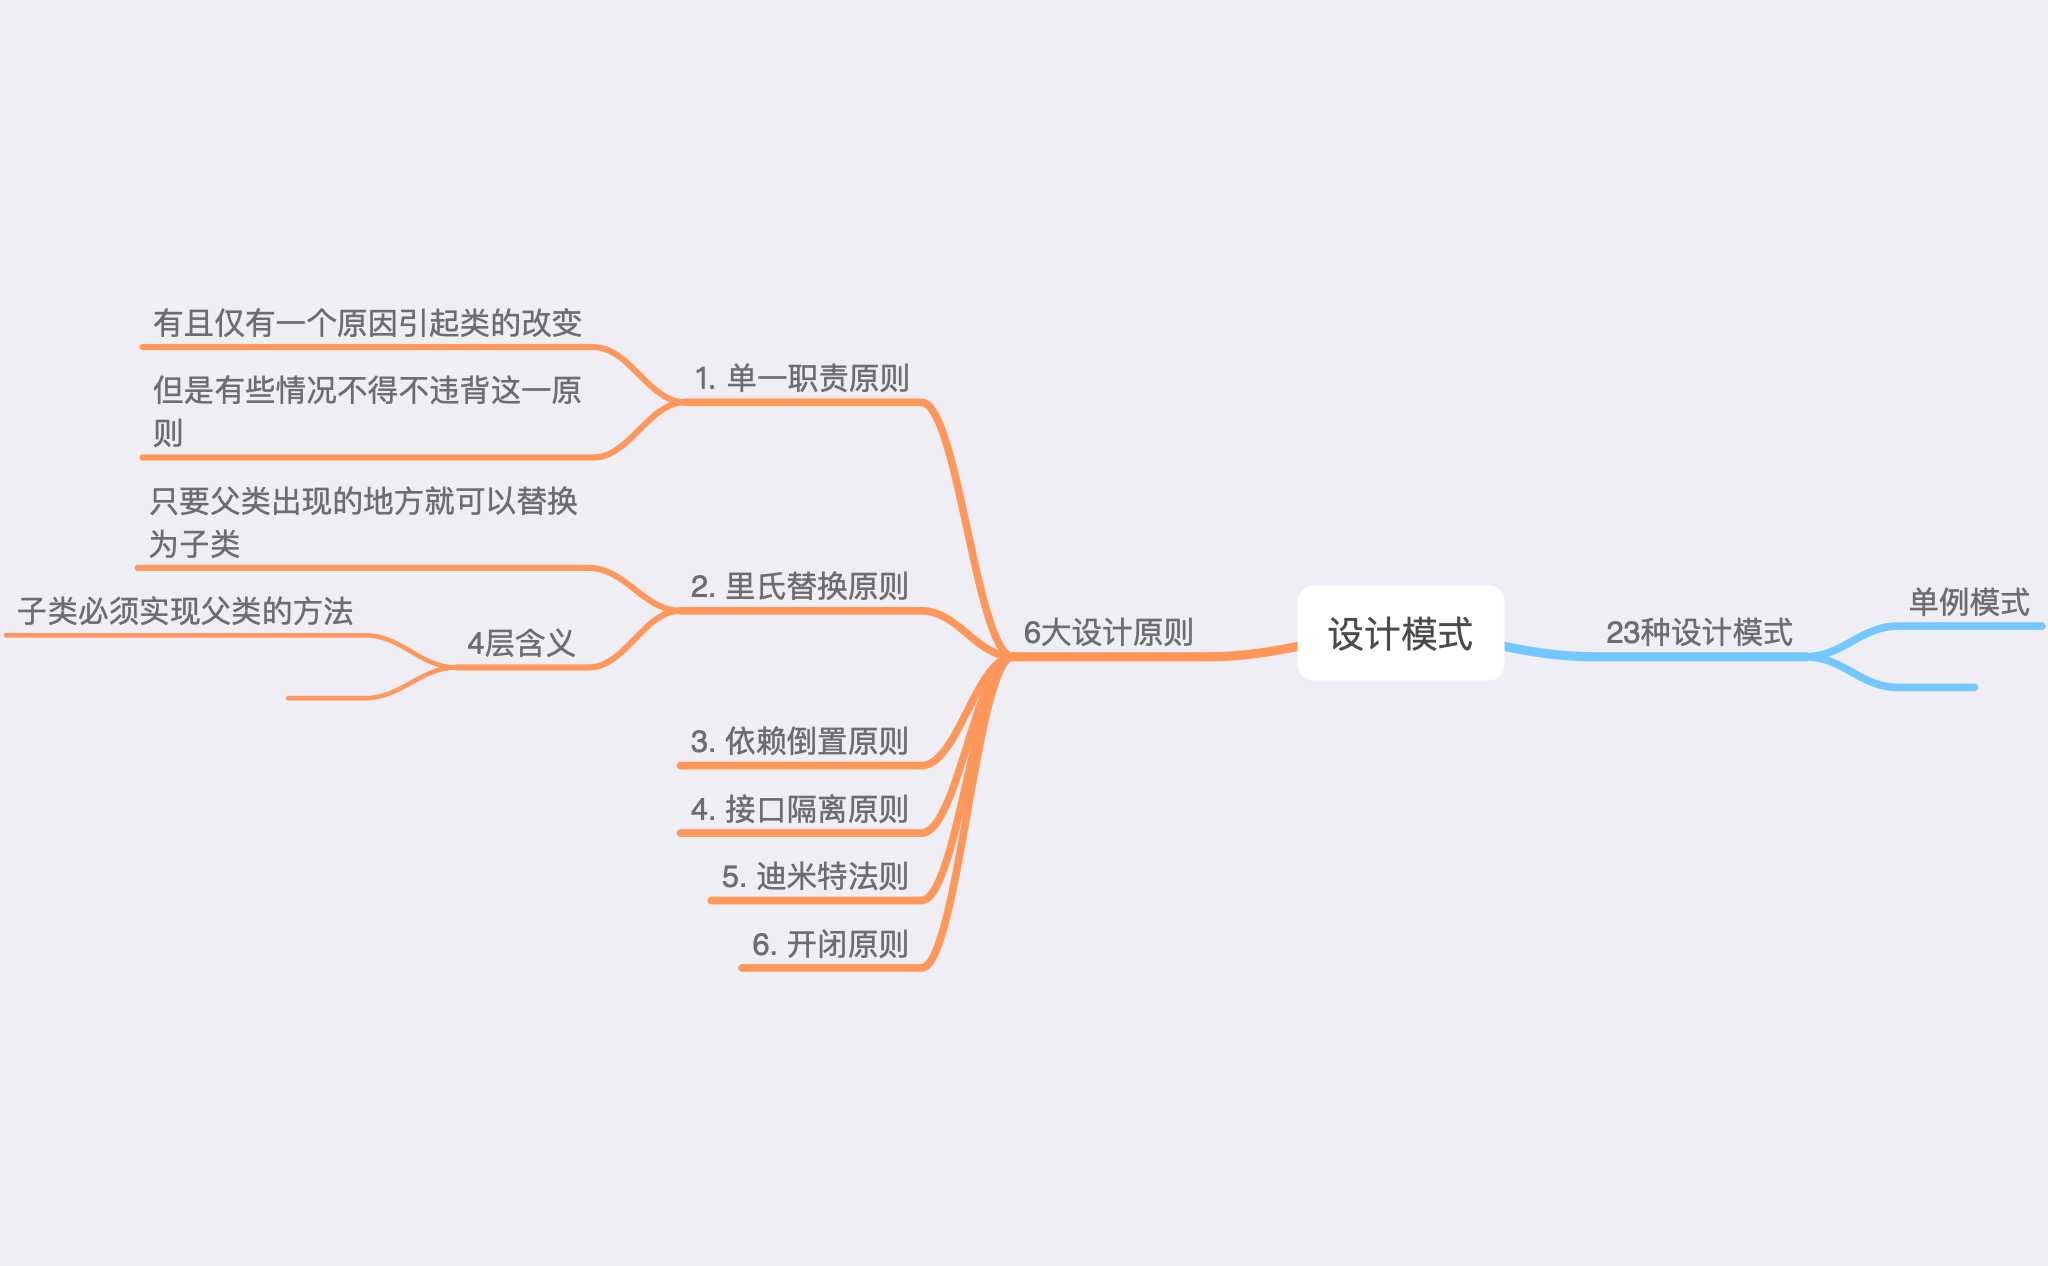 设计模式
6大设计原则
1. 单一职责原则
有且仅有一个原因引起类的改变
但是有些情况不得不违背这一原
则
2. 里氏替换原则
只要父类出现的地方就可以替换
为子类
4层含义
子类必须实现父类的方法
3. 依赖倒置原则
4. 接口隔离原则
5. 迪米特法则
6. 开闭原则
23种设计模式
单例模式